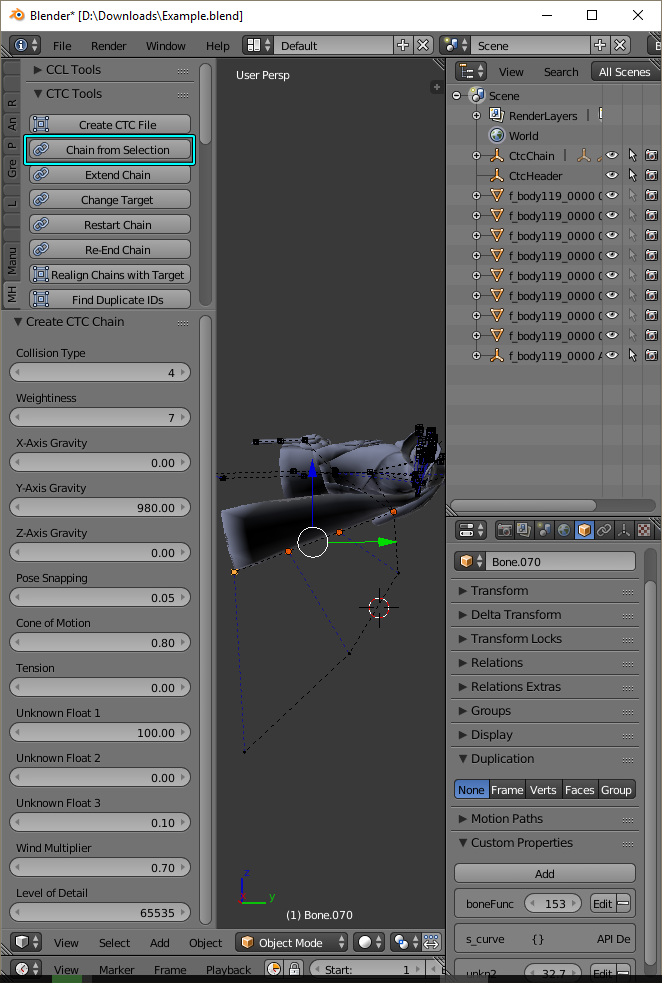 Blender* [D:\Downloads\Example.blend]
File Render Window Help Default Scene
CCL Tools
CTC Tools
Create CTC File
Chain from Selection
Extend Chain
Change Target
Restart Chain
Re-End Chain
Realign Chains with Target
Find Duplicate IDs
R
An
P
Gre
L
Manu
MH
Create CTC Chain
Collision Type
4
Weightiness
7
X-Axis Gravity
0.00
Y-Axis Gravity
980.00
Z-Axis Gravity
0.00
Pose Snapping
0.05
Cone of Motion
0.80
Tension
0.00
Unknown Float 1
100.00
Unknown Float 2
0.00
Unknown Float 3
0.10
Wind Multiplier
0.70
Level of Detail
65535
User Persp
z
y
(1) Bone.070
View Select Add Object Object Mode
View Marker Frame Playback Start: 1
View Search All Scenes
Scene
RenderLayers
World
CtcChain
CtcHeader
f_body119_0000
f_body119_0000
f_body119_0000
f_body119_0000
f_body119_0000
f_body119_0000
f_body119_0000
f_body119_0000
f_body119_0000
Bone.070
Transform
Delta Transform
Transform Locks
Relations
Relations Extras
Groups
Display
Duplication
None Frame Verts Faces Group
Motion Paths
Custom Properties
Add
boneFunc 153 Edit
s_curve {} API De
unkn2 32.7 Edit